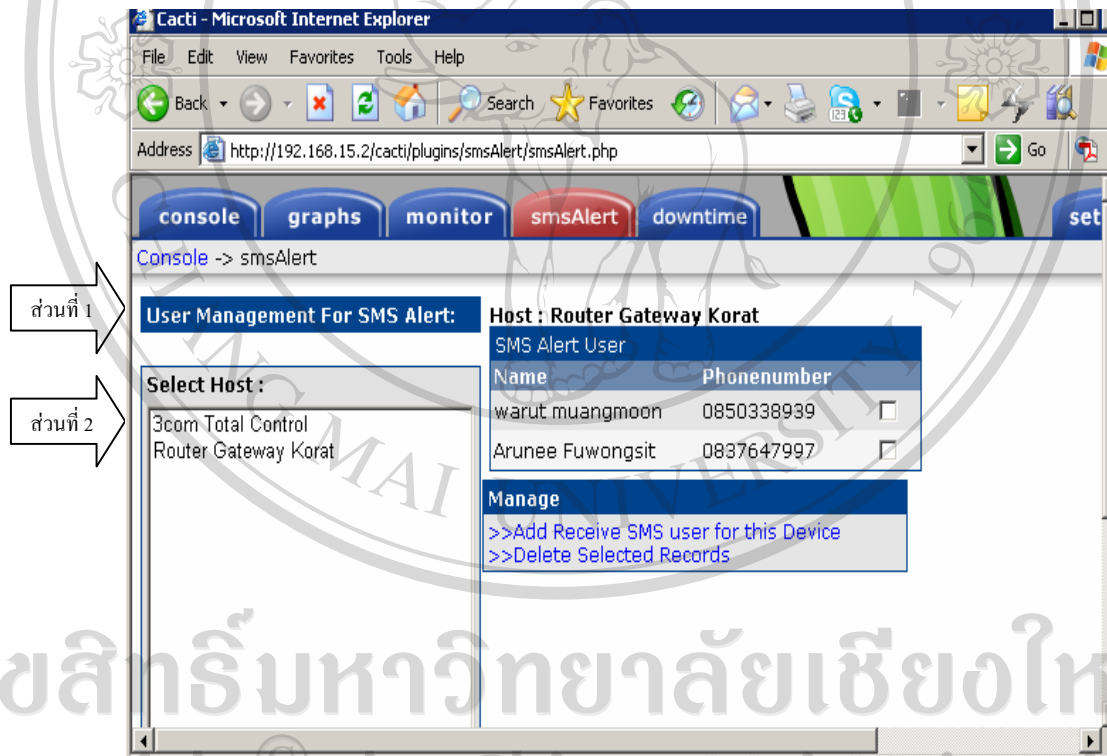 Cacti - Microsoft Internet Explorer
File Edit View Favorites Tools Help
Back Search Favorites
Address http://192.168.15.2/cacti/plugins/smsAlert/smsAlert.php Go
console graphs monitor smsAlert downtime set
Console -> smsAlert
ส่วนที่ 1
User Management For SMS Alert:
ส่วนที่ 2
Select Host :
3com Total Control
Router Gateway Korat
Host : Router Gateway Korat
SMS Alert User
Name Phonenumber
warut muangmoon 0850338939
Arunee Fuwongsit 0837647997
Manage
>>Add Receive SMS user for this Device
>>Delete Selected Records
CHIANG MAI UNIVERSITY 1964
ขสิทธิ์มหาวิทยาลัยเชียงให